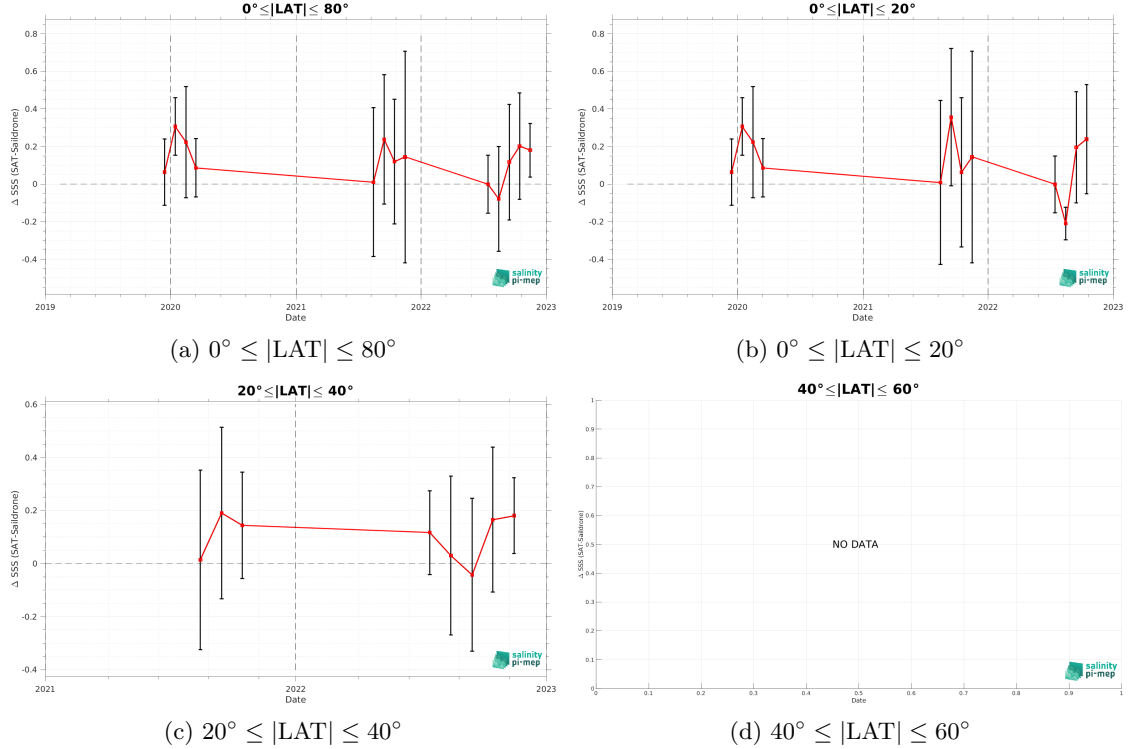 0°≤|LAT|≤ 80°
0.8
0.6
0.4
0.2
0
-0.2
-0.4
Δ SSS (SAT-Saildrone)
salinity
pi-mep
2019 2020 2021 2022 2023
Date
(a) 0° ≤ |LAT| ≤ 80°
0°≤|LAT|≤ 20°
0.8
0.6
0.4
0.2
0
-0.2
-0.4
Δ SSS (SAT-Saildrone)
salinity
pi-mep
2019 2020 2021 2022 2023
Date
(b) 0° ≤ |LAT| ≤ 20°
20°≤|LAT|≤ 40°
0.6
0.4
0.2
0
-0.2
-0.4
Δ SSS (SAT-Saildrone)
salinity
pi-mep
2021 2022 2023
Date
(c) 20° ≤ |LAT| ≤ 40°
40°≤|LAT|≤ 60°
1
0.9
0.8
0.7
0.6
0.5
0.4
0.3
0.2
0.1
0
Δ SSS (SAT-Saildrone)
NO DATA
salinity
pi-mep
0 0.1 0.2 0.3 0.4 0.5 0.6 0.7 0.8 0.9 1
Date
(d) 40° ≤ |LAT| ≤ 60°